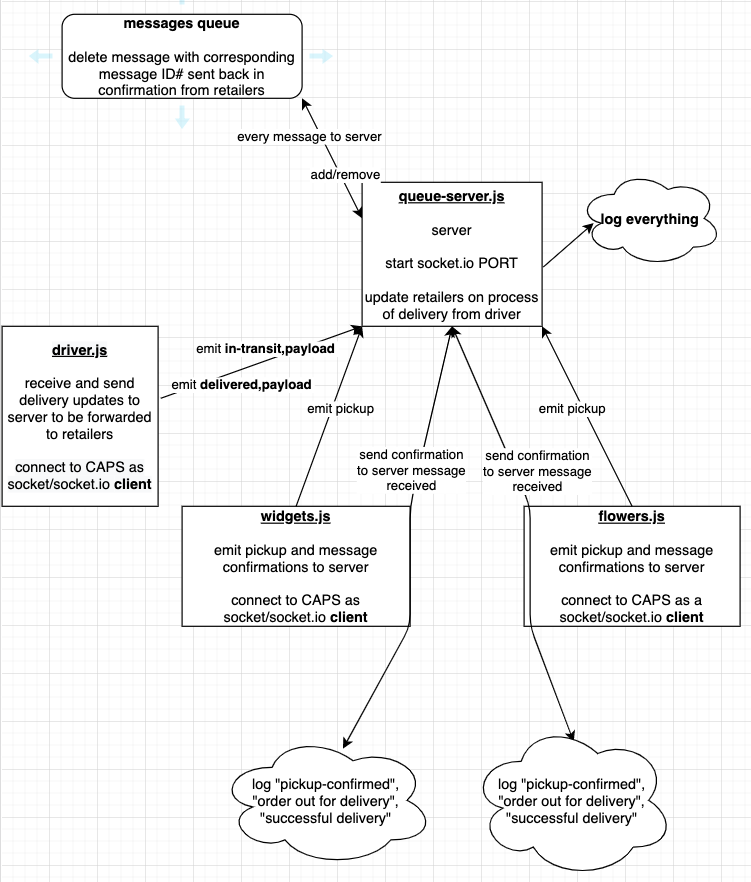 messages queue
delete message with corresponding
message ID# sent back in
confirmation from retailers
every message to server
add/remove
queue-server.js
server
start socket.io PORT
update retailers on process
of delivery from driver
log everything
driver.js
receive and send
delivery updates to
server to be forwarded
to retailers
connect to CAPS as
socket/socket.io client
emit in-transit,payload
emit delivered,payload
emit pickup
send confirmation
to server message
received
send confirmation
to server message
received
emit pickup
widgets.js
emit pickup and message
confirmations to server
connect to CAPS as
socket/socket.io client
flowers.js
emit pickup and message
confirmations to server
connect to CAPS as a
socket/socket.io client
log "pickup-confirmed",
"order out for delivery",
"successful delivery"
log "pickup-confirmed",
"order out for delivery",
"successful delivery"